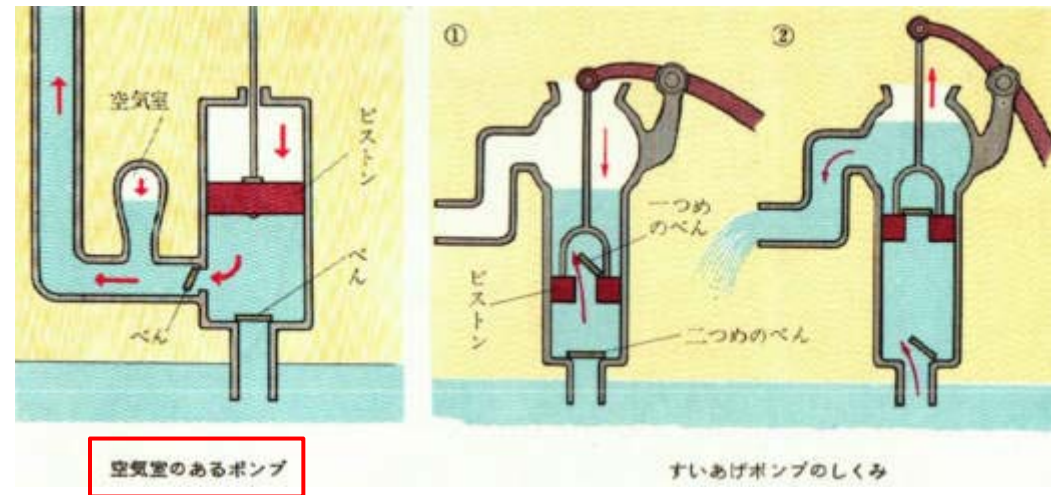 空気室
ピストン
べん
べん
空気室のあるポンプ
①
一つめ
のべん
ピストン
二つめのべん
②
すいあげポンプのしくみ